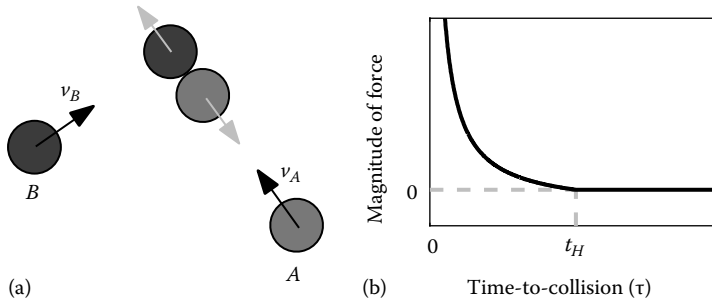 v_B
B
v_A
A
(a)
Magnitude of force
0
0
t_H
(b)
Time-to-collision (τ)